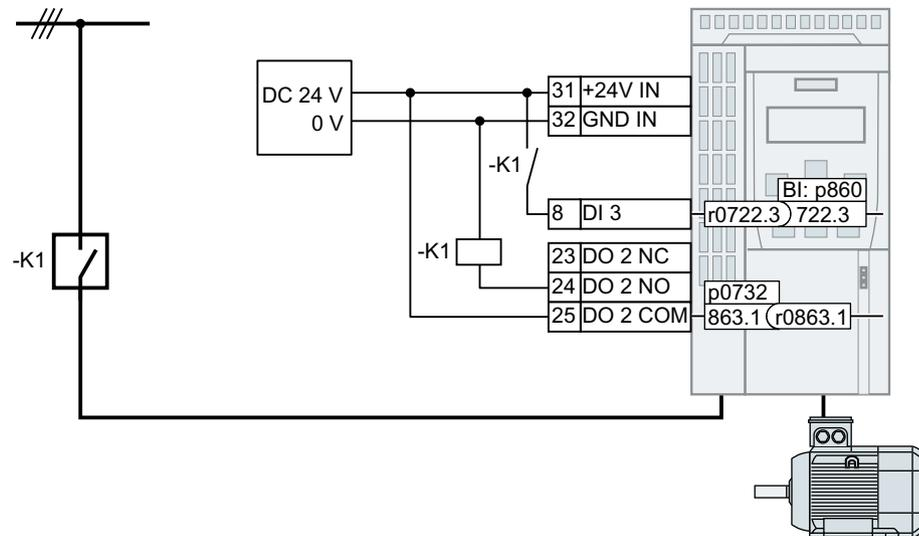 DC 24 V
0 V
31 +24V IN
32 GND IN
-K1
BI: p860
8 DI 3
r0722.3 722.3
-K1
-K1
23 DO 2 NC
24 DO 2 NO
p0732
25 DO 2 COM
863.1 r0863.1